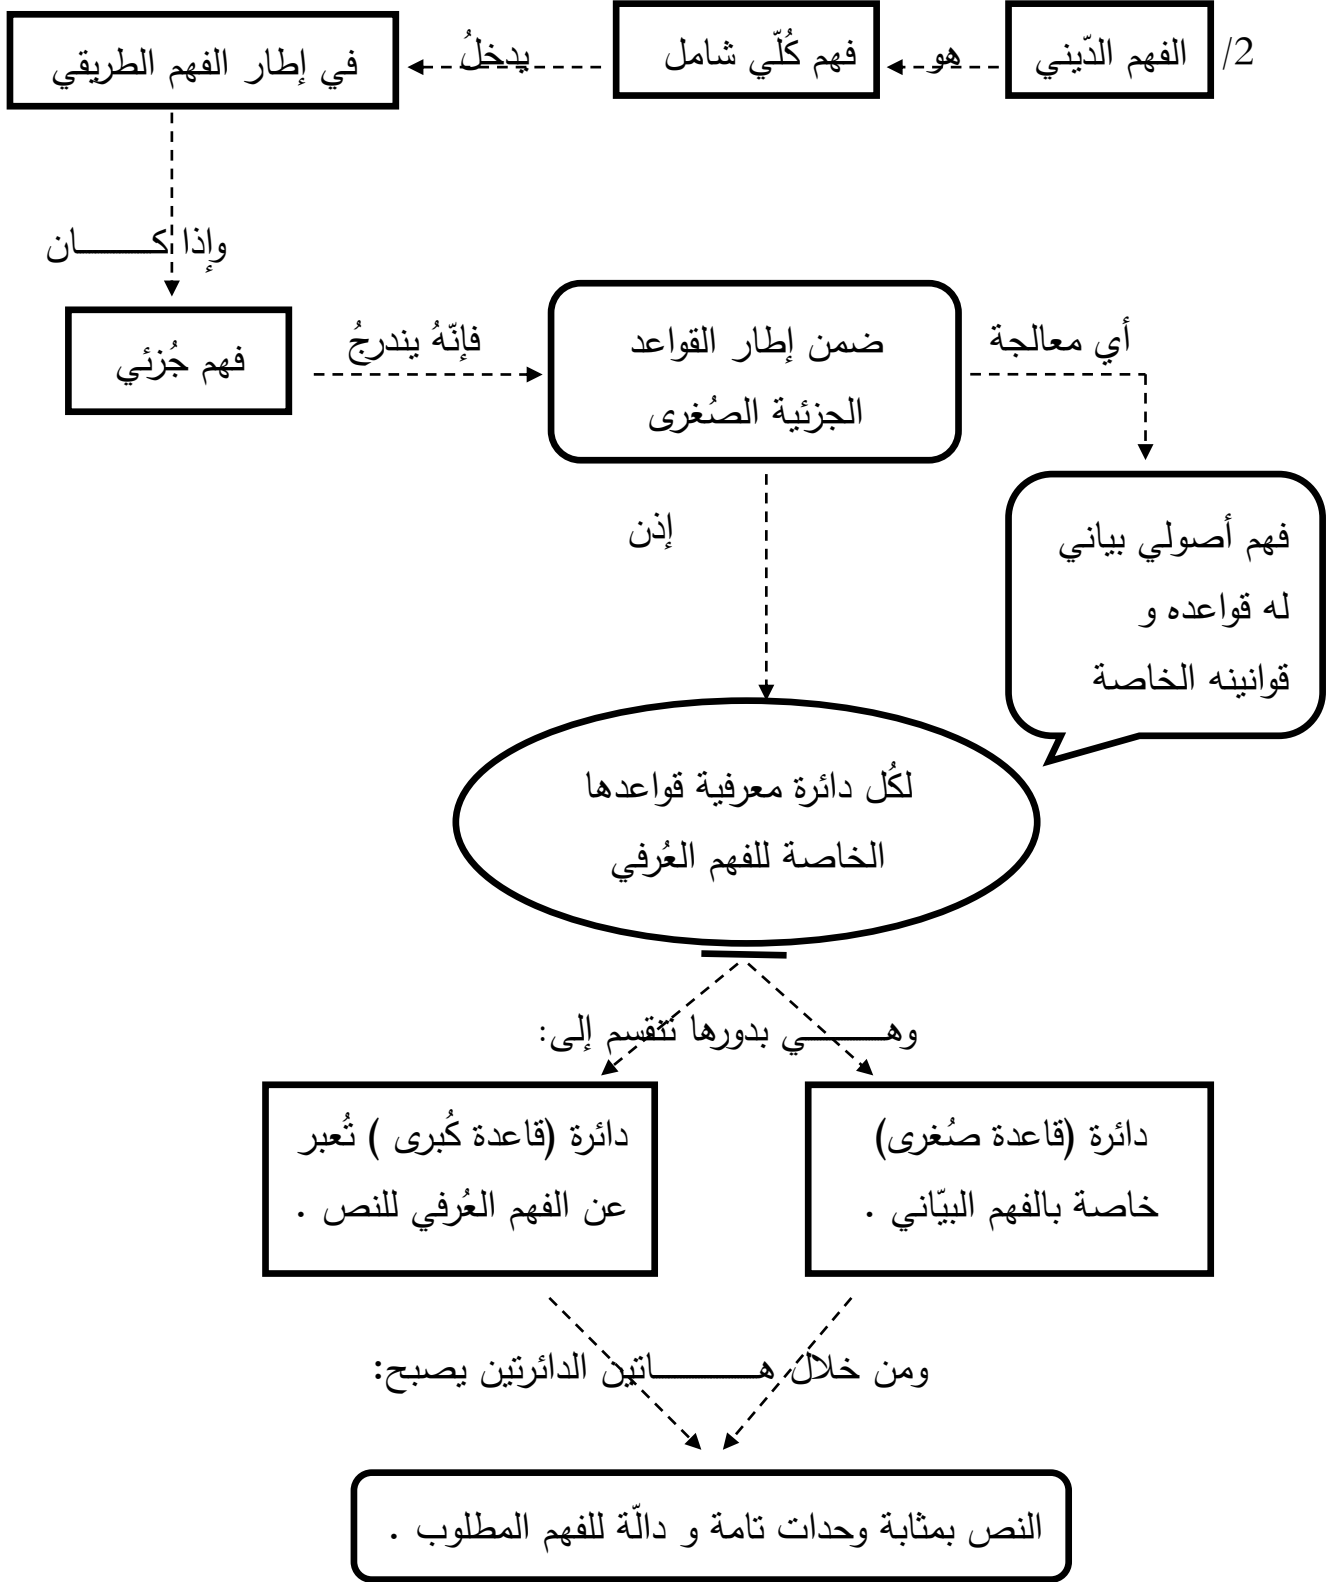 2/ الفهم الدّيني هو فهم كُلّي شامل يدخلُ في إطار الفهم الطريقي
وإذا كـــــان
فهم جُزئي
فإنّهُ يندرجُ
ضمن إطار القواعد
الجزئية الصُغرى
أي معالجة
فهم أصولي بياني
له قواعده و
قوانينه الخاصة
إذن
لكُل دائرة معرفية قواعدها
الخاصة للفهم العُرفي
وهـــــي بدورها تنقسم إلى:
دائرة (قاعدة صُغرى)
خاصة بالفهم البيّاني .
دائرة (قاعدة كُبرى ) تُعبر
عن الفهم العُرفي للنص .
ومن خلال هـــــاتين الدائرتين يصبح:
النص بمثابة وحدات تامة و دالّة للفهم المطلوب .